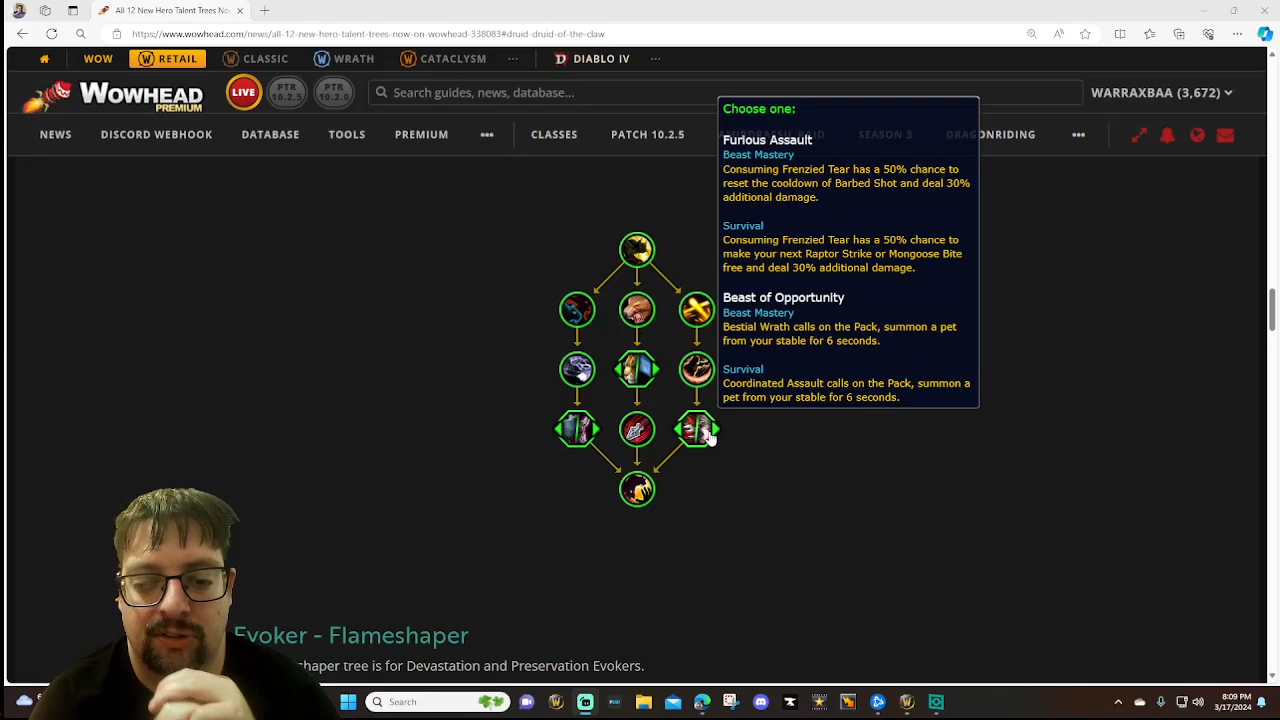 All 12 New Hero Talent Trees Nov
https://www.wowhead.com/news/all-12-new-hero-talent-trees-now-on-wowhead-338083#druid-druid-of-the-claw
WOW
RETAIL
CLASSIC
WRATH
CATACLYSM
DIABLO IV
WOWHEAD
PREMIUM
LIVE
PTR
10.2.5
PTR
10.2.0
Search guides, news, database...
WARRAXBAA (3,672)
NEWS
DISCORD WEBHOOK
DATABASE
TOOLS
PREMIUM
CLASSES
PATCH 10.2.5
SEASON 3
DRAGONRIDING
Choose one:
Furious Assault
Beast Mastery
Consuming Frenzied Tear has a 50% chance to
reset the cooldown of Barbed Shot and deal 30%
additional damage.
Survival
Consuming Frenzied Tear has a 50% chance to
make your next Raptor Strike or Mongoose Bite
free and deal 30% additional damage.
Beast of Opportunity
Beast Mastery
Bestial Wrath calls on the Pack, summon a pet
from your stable for 6 seconds.
Survival
Coordinated Assault calls on the Pack, summon a
pet from your stable for 6 seconds.
Evoker - Flameshaper
shaper tree is for Devastation and Preservation Evokers.
Search
8:09 PM
3/17/2024